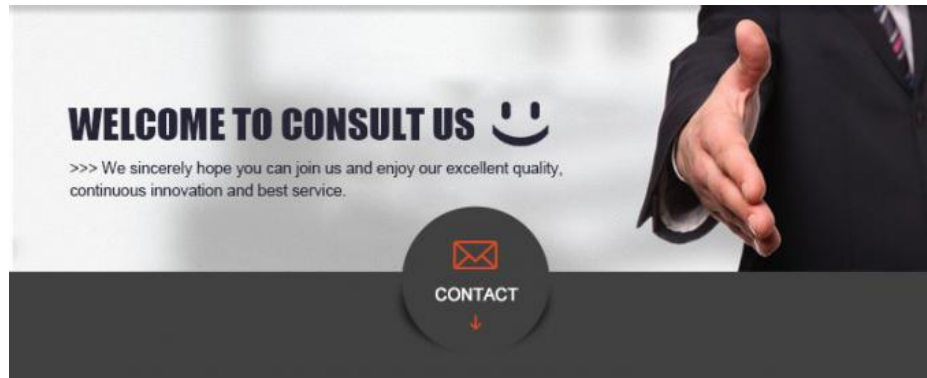 WELCOME TO CONSULT US
>>> We sincerely hope you can join us and enjoy our excellent quality,
continuous innovation and best service.
CONTACT